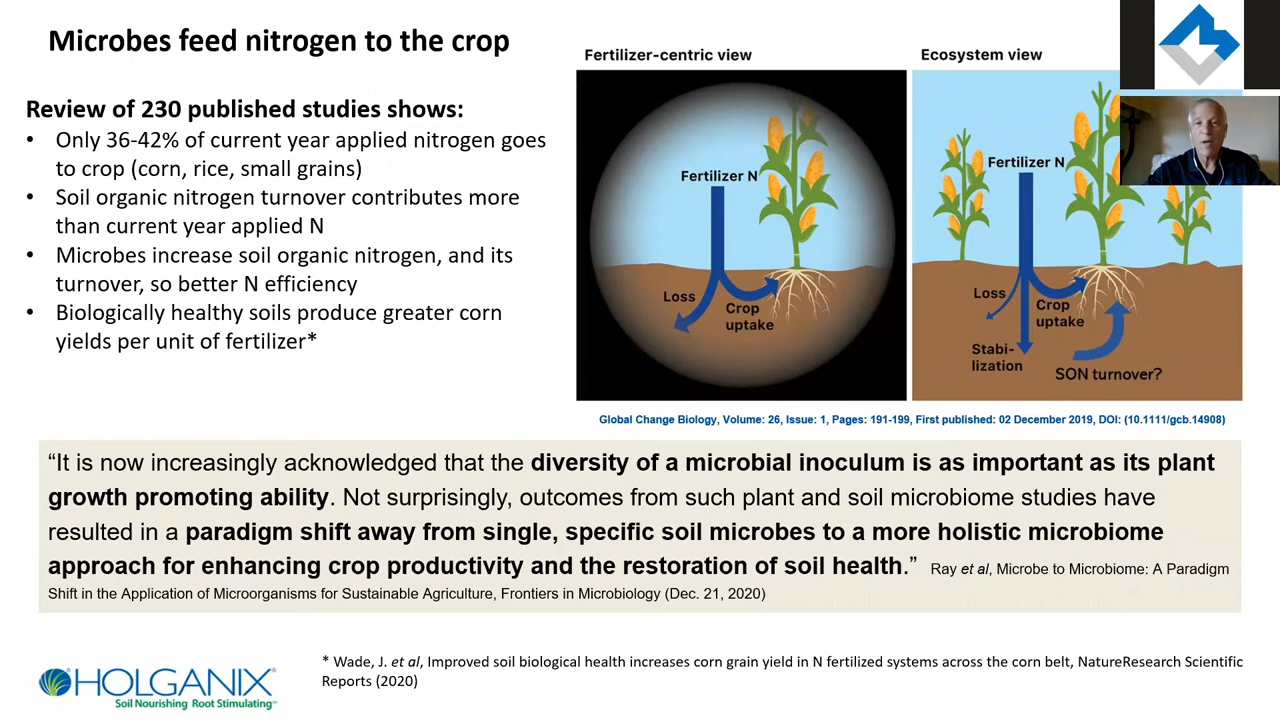 Microbes feed nitrogen to the crop
Review of 230 published studies shows:
• Only 36-42% of current year applied nitrogen goes
to crop (corn, rice, small grains)
• Soil organic nitrogen turnover contributes more
than current year applied N
• Microbes increase soil organic nitrogen, and its
turnover, so better N efficiency
• Biologically healthy soils produce greater corn
yields per unit of fertilizer*
Fertilizer-centric view
Fertilizer N
Loss
Crop
uptake
Ecosystem view
Fertilizer N
Loss
Crop
uptake
Stabi-
lization
SON turnover?
Global Change Biology, Volume: 26, Issue: 1, Pages: 191-199, First published: 02 December 2019, DOI: (10.1111/gcb.14908)
“It is now increasingly acknowledged that the diversity of a microbial inoculum is as important as its plant
growth promoting ability. Not surprisingly, outcomes from such plant and soil microbiome studies have
resulted in a paradigm shift away from single, specific soil microbes to a more holistic microbiome
approach for enhancing crop productivity and the restoration of soil health.” Ray et al, Microbe to Microbiome: A Paradigm
Shift in the Application of Microorganisms for Sustainable Agriculture, Frontiers in Microbiology (Dec. 21, 2020)
HOLGANIX
Soil Nourishing Root Stimulating™
* Wade, J. et al, Improved soil biological health increases corn grain yield in N fertilized systems across the corn belt, NatureResearch Scientific
Reports (2020)